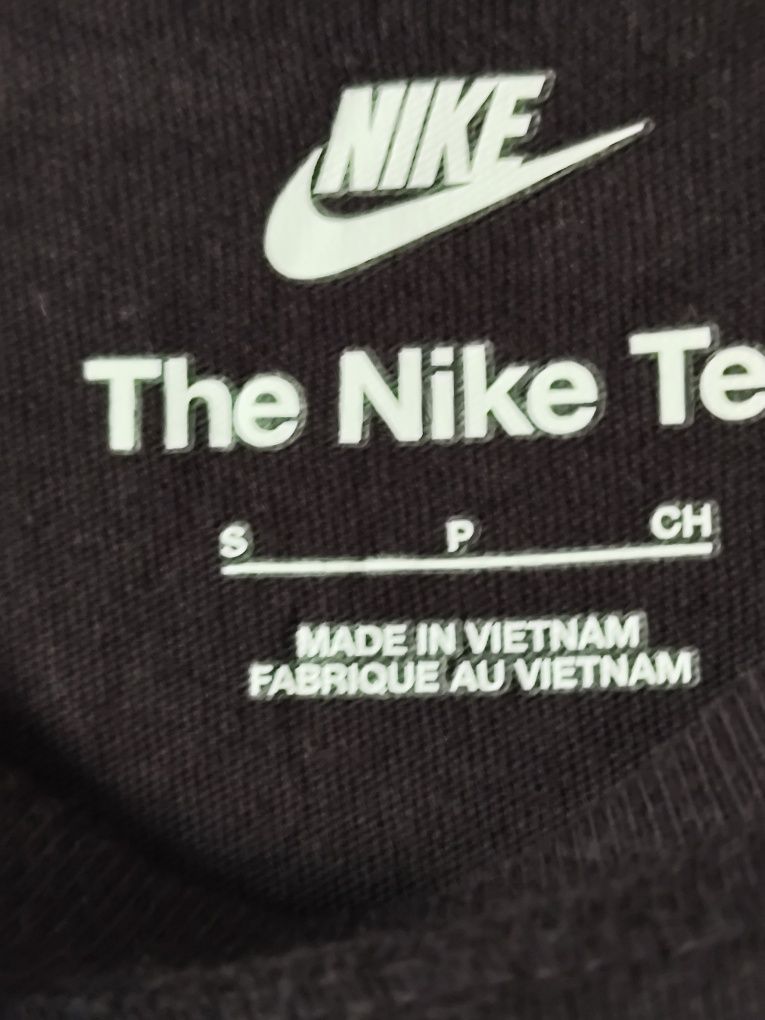 NIKE
The Nike Te
S P CH
MADE IN VIETNAM
FABRIQUE AU VIETNAM